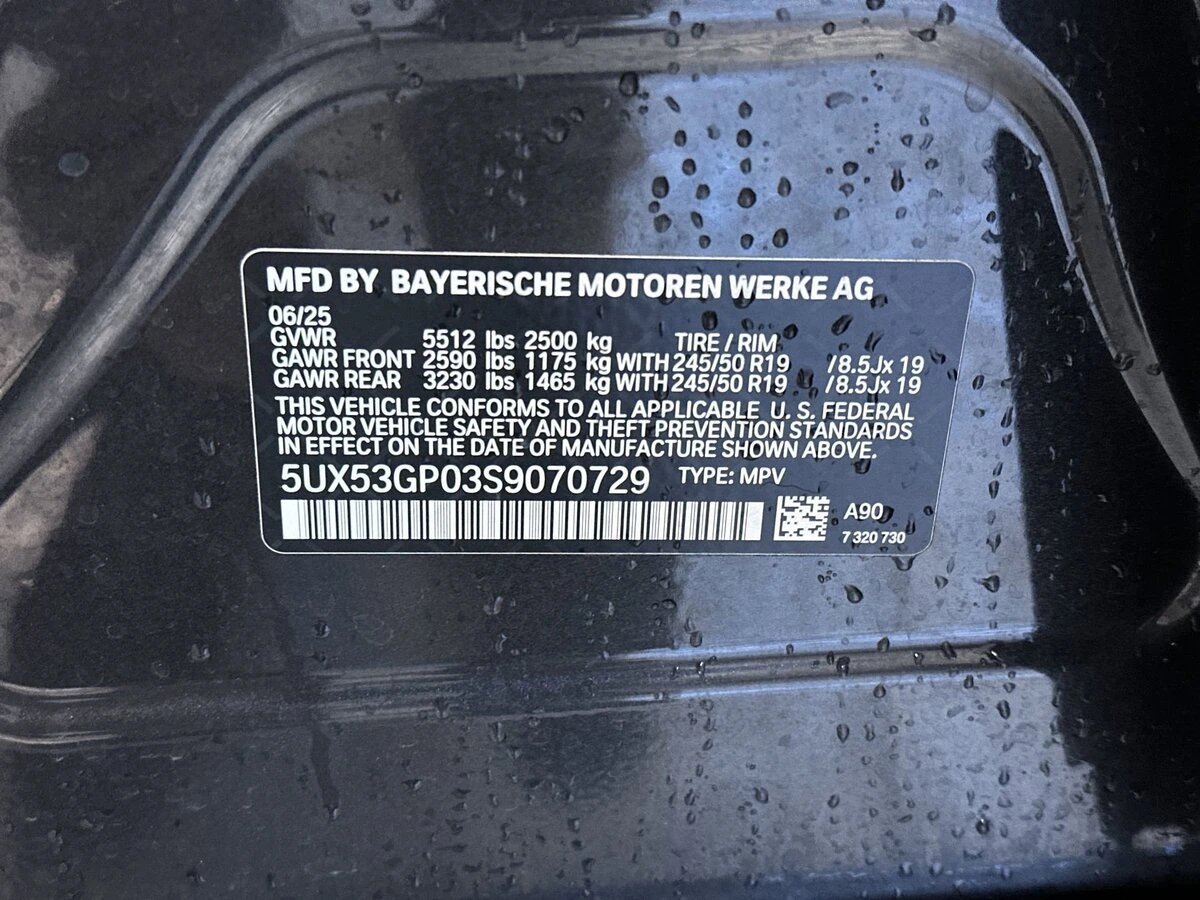 MFD BY BAYERISCHE MOTOREN WERKE AG
06/25
GVWR 5512 lbs 2500 kg TIRE / RIM
GAWR FRONT 2590 lbs 1175 kg WITH 245/50 R19 /8.5Jx 19
GAWR REAR 3230 lbs 1465 kg WITH 245/50 R19 /8.5Jx 19
THIS VEHICLE CONFORMS TO ALL APPLICABLE U. S. FEDERAL
MOTOR VEHICLE SAFETY AND THEFT PREVENTION STANDARDS
IN EFFECT ON THE DATE OF MANUFACTURE SHOWN ABOVE.
5UX53GP03S9070729 TYPE: MPV
A90
7 320 730